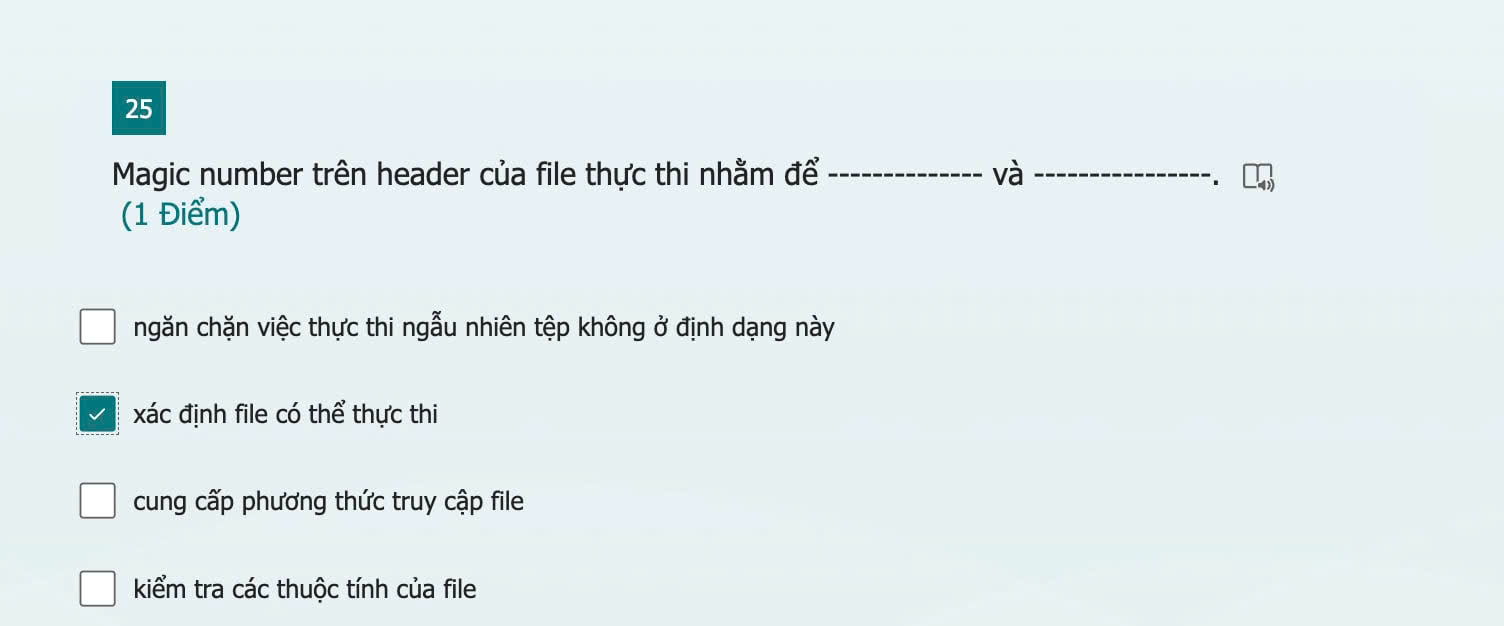 25
Magic number trên header của file thực thi nhằm để -------------- và ----------------.
(1 Điểm)
ngăn chặn việc thực thi ngẫu nhiên tệp không ở định dạng này
xác định file có thể thực thi
cung cấp phương thức truy cập file
kiểm tra các thuộc tính của file